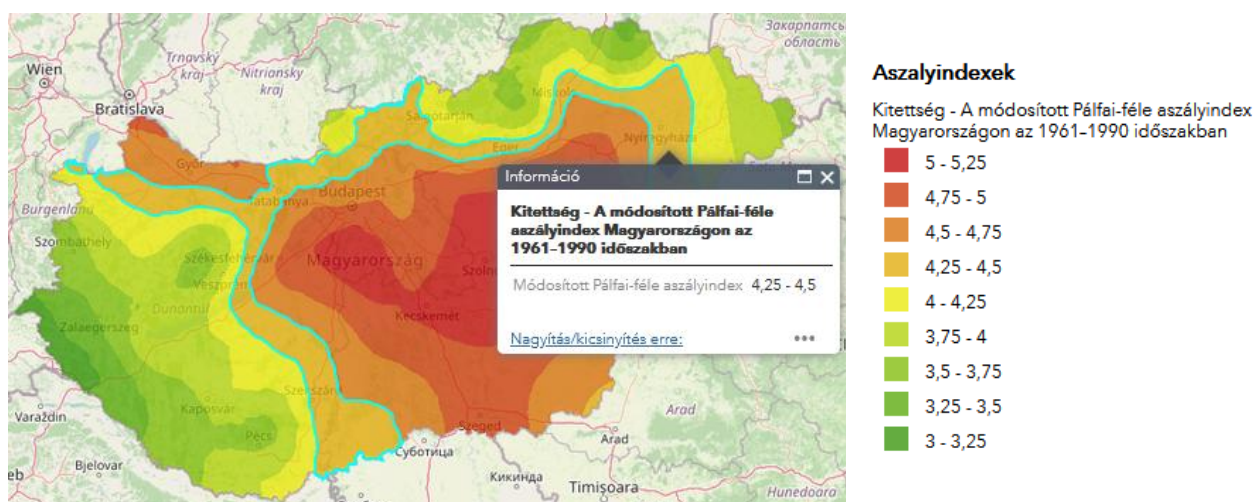 Закарпатсь
область
Trnavský
kraj
Nitriansky
kraj
Wien
Bratislava
Miskolc
Salgótarján
Nyíregyháza
Eger
Győr
Budapest
Tatabánya
Burgenland
Szombathely
Székesfehérvár
Veszprém
Magyarország
Szolno
Dunántúl
Kecskemét
Zalaegerszeg
Szekszárd
Kaposvár
Pécs
Szeged
Varaždin
Arad
Arad
Суботица
Bjelovar
eb
Кикинда
Timișoara
Hunedoara
Információ
Kitettség - A módosított Pálfai-féle
aszályindex Magyarországon az
1961–1990 időszakban
Módosított Pálfai-féle aszályindex 4,25 - 4,5
Nagyítás/kicsinyítés erre:
Aszalyindexek
Kitettség - A módosított Pálfai-féle aszályindex
Magyarországon az 1961–1990 időszakban
5 - 5,25
4,75 - 5
4,5 - 4,75
4,25 - 4,5
4 - 4,25
3,75 - 4
3,5 - 3,75
3,25 - 3,5
3 - 3,25